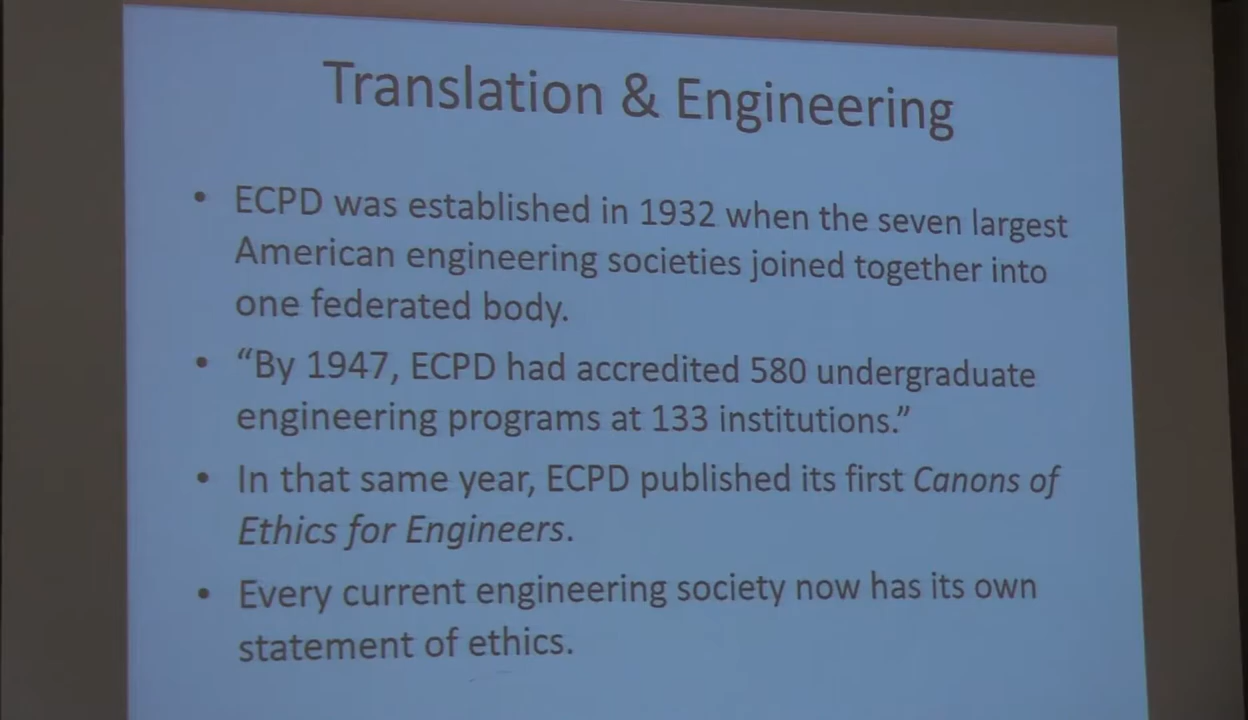 Translation & Engineering
• ECPD was established in 1932 when the seven largest
American engineering societies joined together into
one federated body.
• “By 1947, ECPD had accredited 580 undergraduate
engineering programs at 133 institutions.”
• In that same year, ECPD published its first Canons of
Ethics for Engineers.
• Every current engineering society now has its own
statement of ethics.